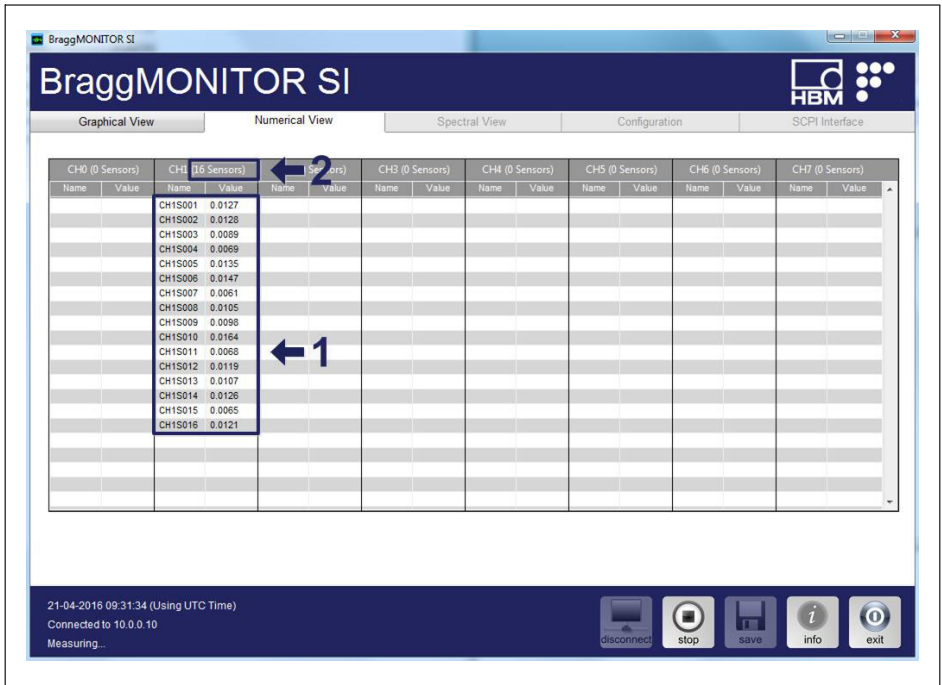 BraggMONITOR SI
BraggMONITOR SI
HBM
Graphical View Numerical View Spectral View Configuration SCPI Interface
CH0 (0 Sensors) CH1 (16 Sensors) 2 Sensors) CH3 (0 Sensors) CH4 (0 Sensors) CH5 (0 Sensors) CH6 (0 Sensors) CH7 (0 Sensors)
Name Value Name Value Name Value Name Value Name Value Name Value Name Value Name Value
CH1S001 0.0127
CH1S002 0.0128
CH1S003 0.0089
CH1S004 0.0069
CH1S005 0.0135
CH1S006 0.0147
CH1S007 0.0061
CH1S008 0.0105
CH1S009 0.0098
CH1S010 0.0164
CH1S011 0.0068 1
CH1S012 0.0119
CH1S013 0.0107
CH1S014 0.0126
CH1S015 0.0065
CH1S016 0.0121
21-04-2016 09:31:34 (Using UTC Time)
Connected to 10.0.0.10
Measuring...
disconnect stop save info exit